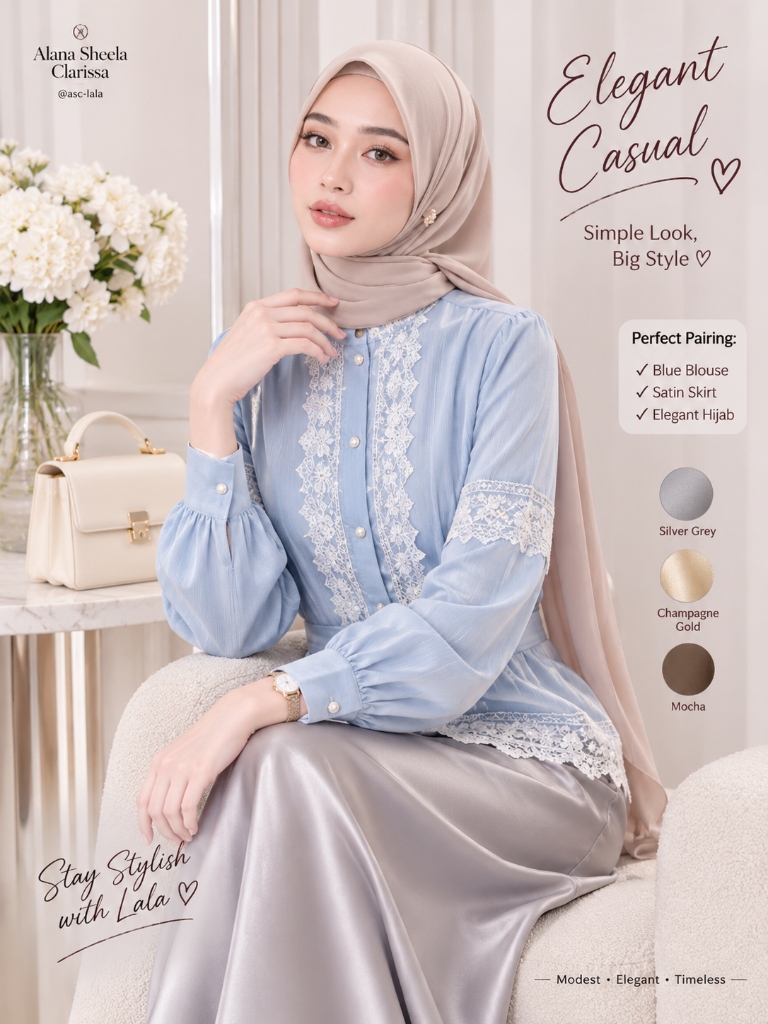 Alana Sheela
Clarissa
@asc-lala
Elegant
Casual ♡
Simple Look,
Big Style ♡
Perfect Pairing:
✓ Blue Blouse
✓ Satin Skirt
✓ Elegant Hijab
Silver Grey
Champagne
Gold
Mocha
Stay Stylish
with Lala ♡
Modest • Elegant • Timeless